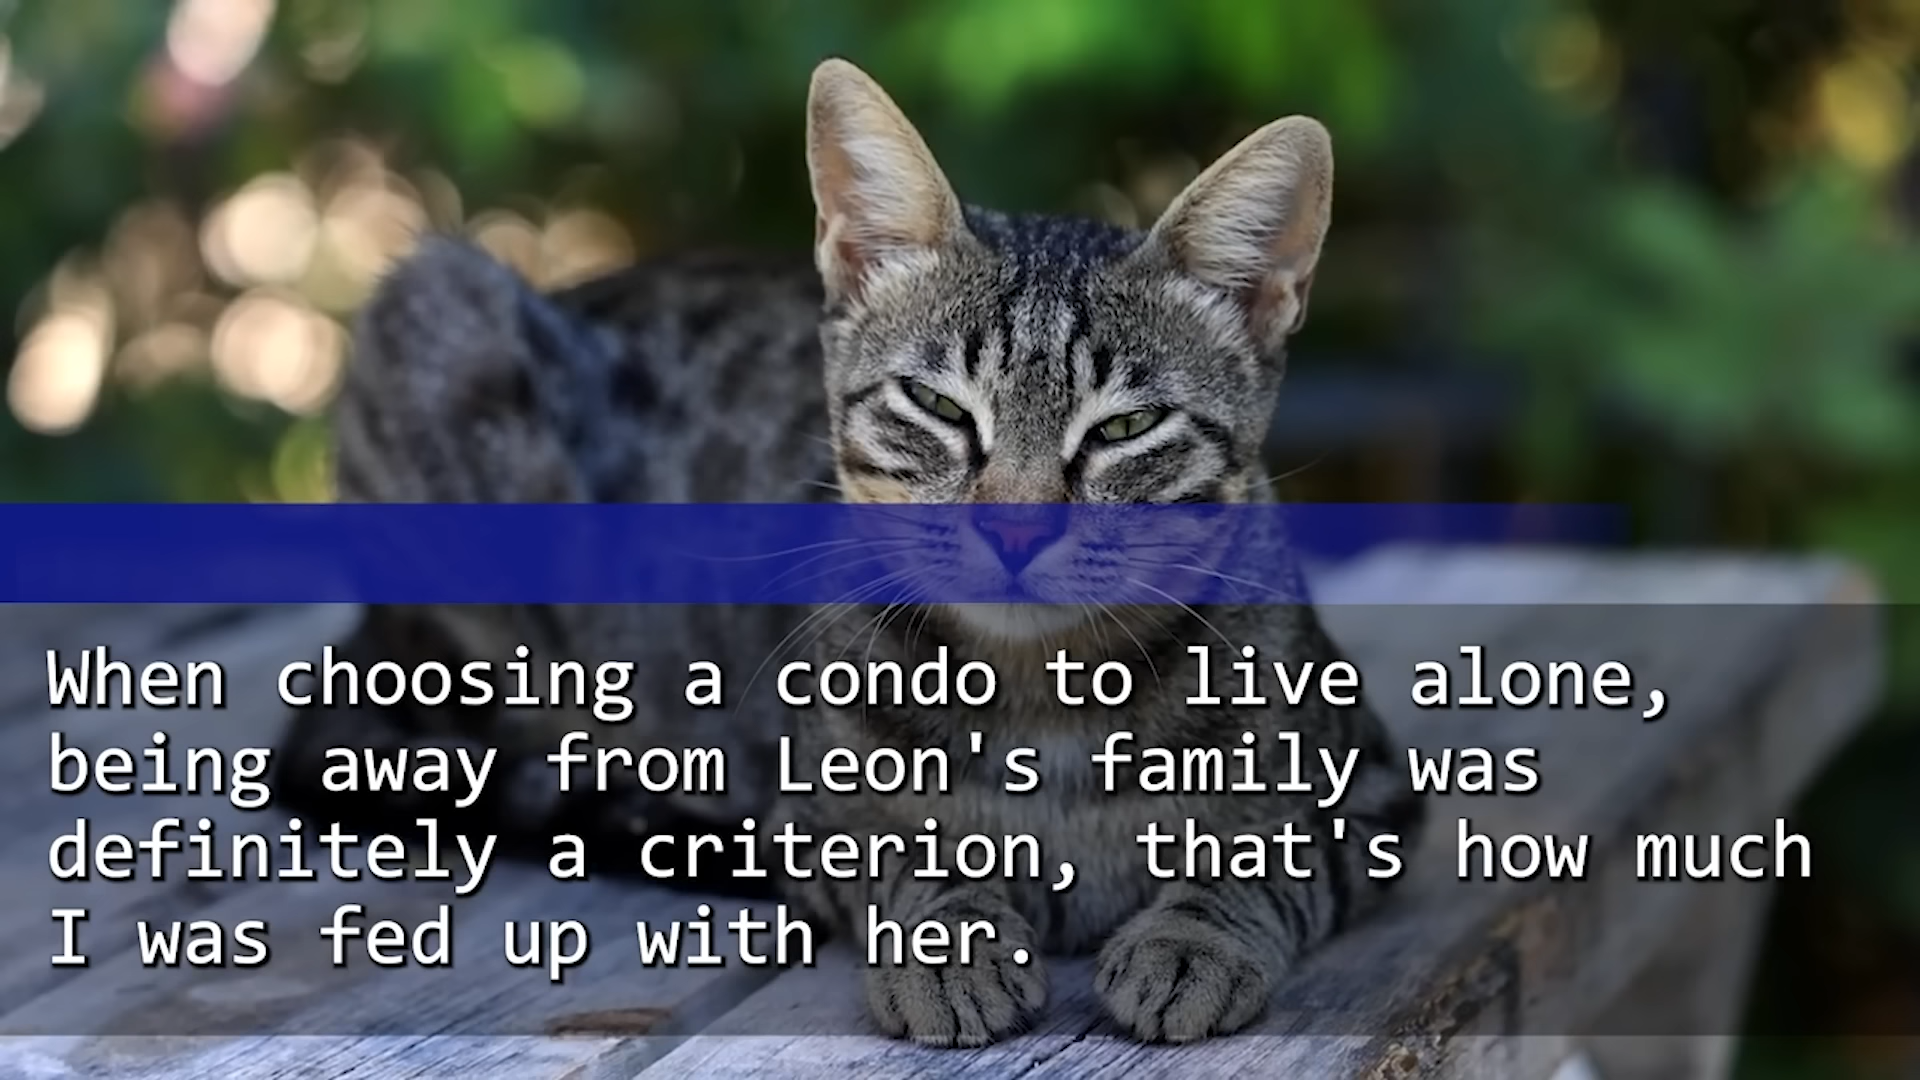 When choosing a condo to live alone,
being away from Leon's family was
definitely a criterion, that's how much
I was fed up with her.